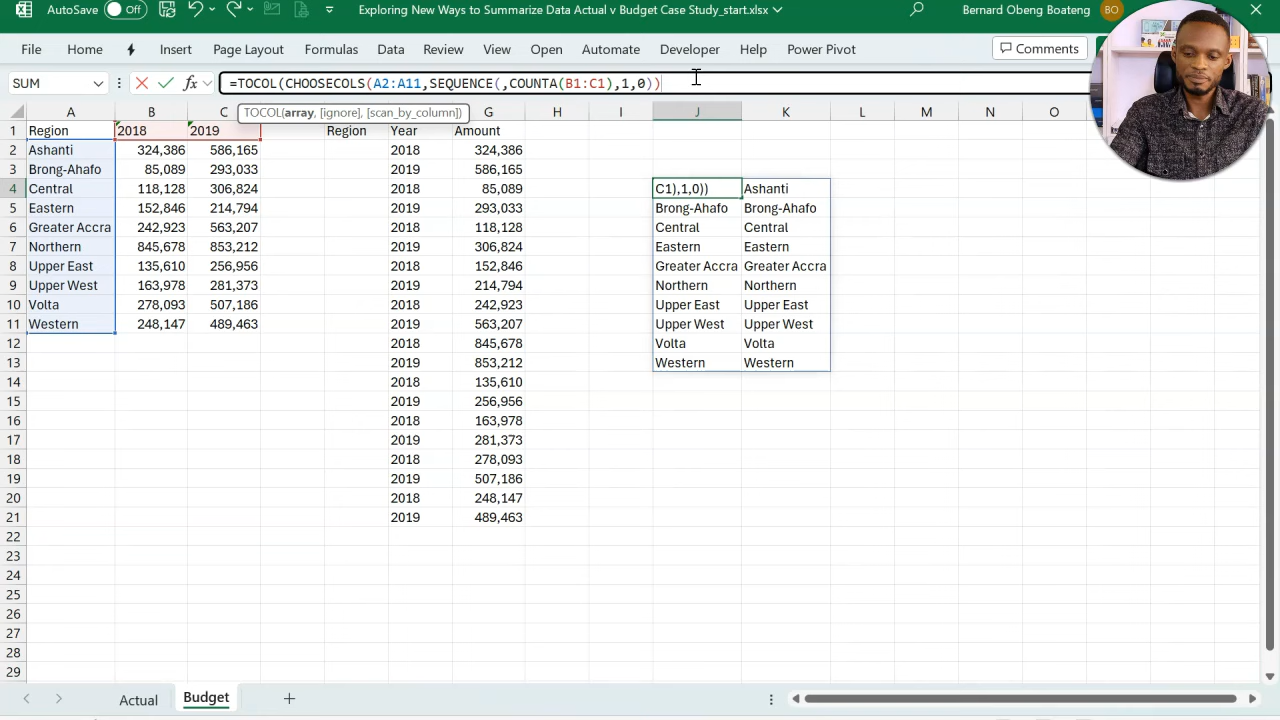 AutoSave Off Exploring New Ways to Summarize Data Actual v Budget Case Study_start.xlsx Bernard Obeng Boateng BO
File Home Insert Page Layout Formulas Data Review View Open Automate Developer Help Power Pivot Comments
SUM fx =TOCOL(CHOOSECOLS(A2:A11,SEQUENCE(,COUNTA(B1:C1),1,0))
TOCOL(array, [ignore], [scan_by_column])
A B C G H I J K L M N O
1 Region 2018 2019 Region Year Amount
2 Ashanti 324,386 586,165 2018 324,386
3 Brong-Ahafo 85,089 293,033 2019 586,165
4 Central 118,128 306,824 2018 85,089 C1),1,0)) Ashanti
5 Eastern 152,846 214,794 2019 293,033 Brong-Ahafo Brong-Ahafo
6 Greater Accra 242,923 563,207 2018 118,128 Central Central
7 Northern 845,678 853,212 2019 306,824 Eastern Eastern
8 Upper East 135,610 256,956 2018 152,846 Greater Accra Greater Accra
9 Upper West 163,978 281,373 2019 214,794 Northern Northern
10 Volta 278,093 507,186 2018 242,923 Upper East Upper East
11 Western 248,147 489,463 2019 563,207 Upper West Upper West
12 2018 845,678 Volta Volta
13 2019 853,212 Western Western
14 2018 135,610
15 2019 256,956
16 2018 163,978
17 2019 281,373
18 2018 278,093
19 2019 507,186
20 2018 248,147
21 2019 489,463
22
23
24
25
26
27
28
29
Actual Budget